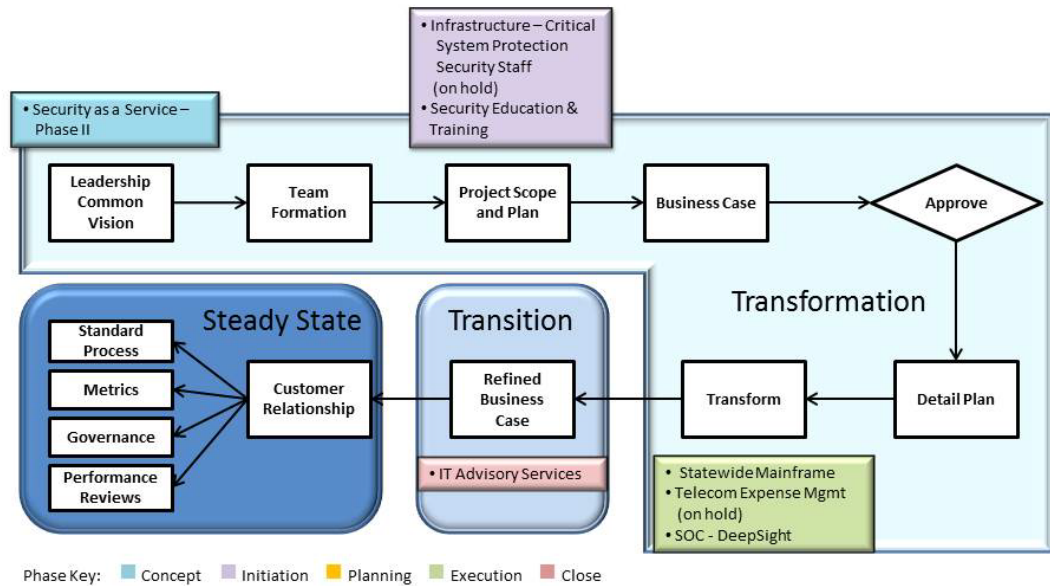 • Infrastructure – Critical
System Protection
Security Staff
(on hold)
• Security Education &
Training
• Security as a Service –
Phase II
Leadership
Common
Vision
Team
Formation
Project Scope
and Plan
Business Case
Approve
Transformation
Steady State
Transition
Standard
Process
Metrics
Governance
Performance
Reviews
Customer
Relationship
Refined
Business
Case
Transform
Detail Plan
• IT Advisory Services
• Statewide Mainframe
• Telecom Expense Mgmt
(on hold)
• SOC - DeepSight
Phase Key: Concept Initiation Planning Execution Close